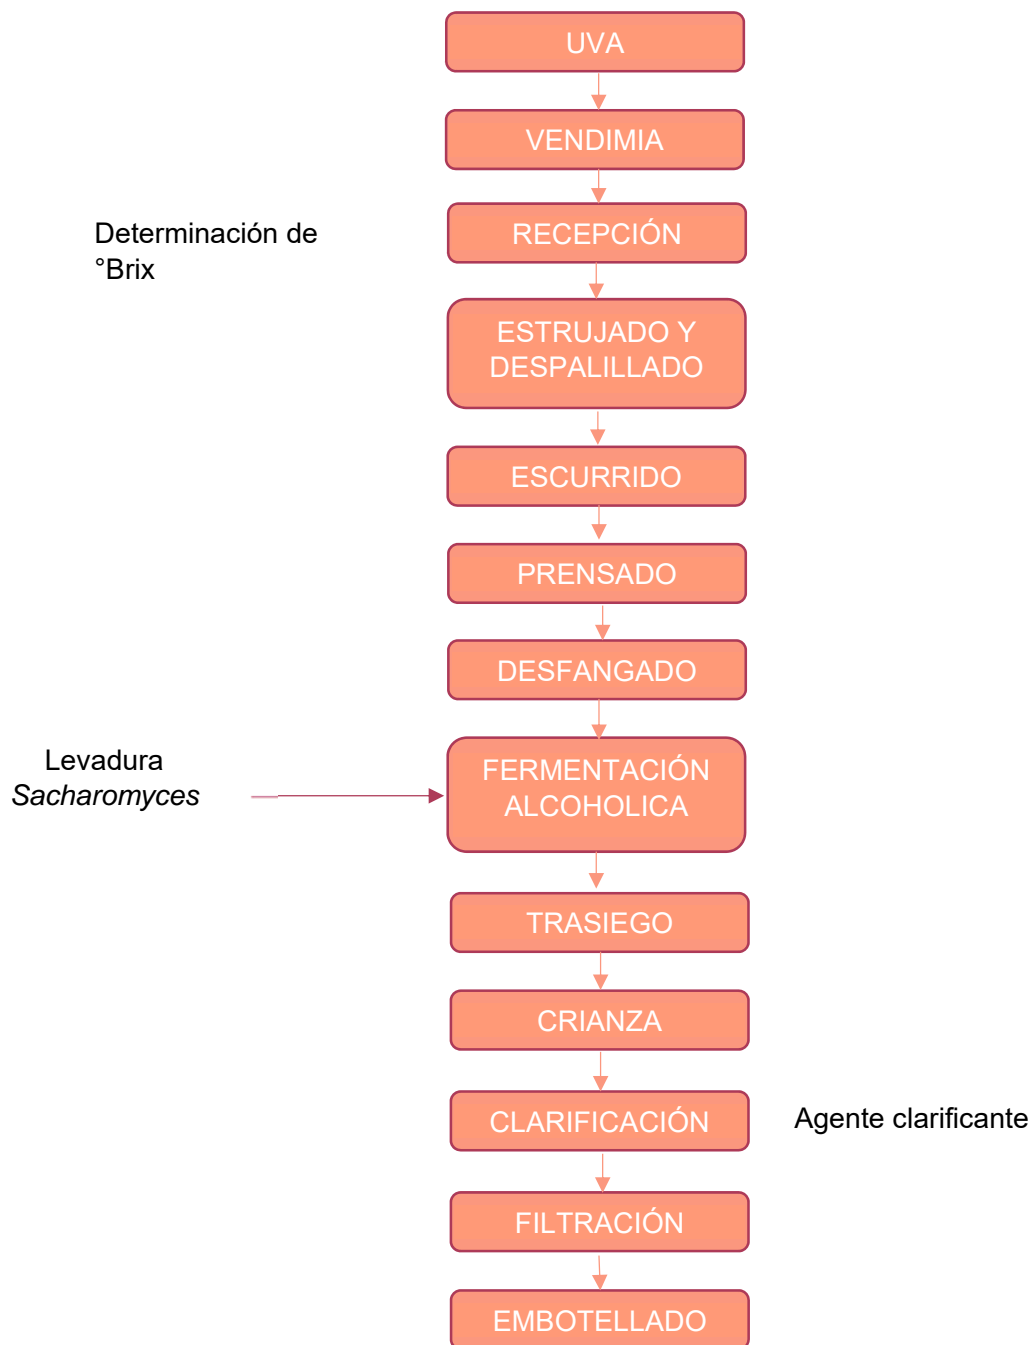 UVA
VENDIMIA
RECEPCIÓN
Determinación de
°Brix
ESTRUJADO Y
DESPALILLADO
ESCURRIDO
PRENSADO
DESFANGADO
Levadura
Sacharomyces
FERMENTACIÓN
ALCOHOLICA
TRASIEGO
CRIANZA
CLARIFICACIÓN
Agente clarificante
FILTRACIÓN
EMBOTELLADO